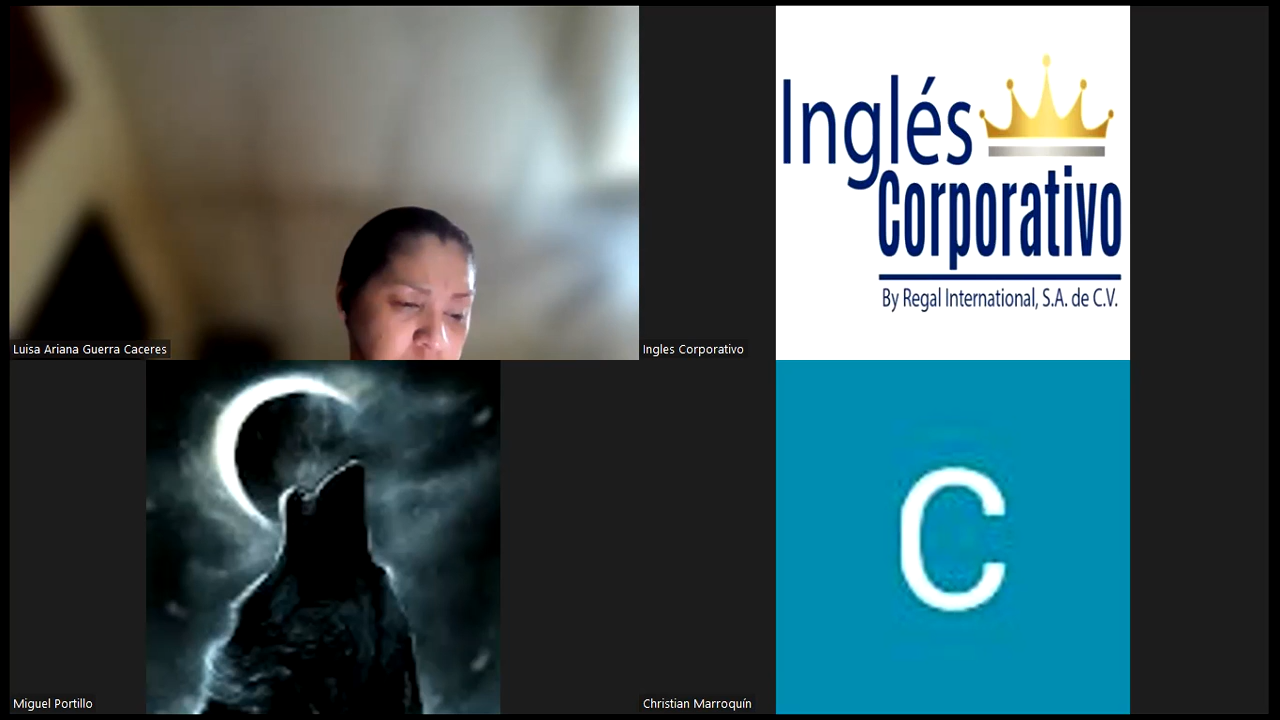 Inglés
Corporativo
By Regal International, S.A. de C.V.
Luisa Ariana Guerra Caceres
Ingles Corporativo
C
Miguel Portillo
Christian Marroquín